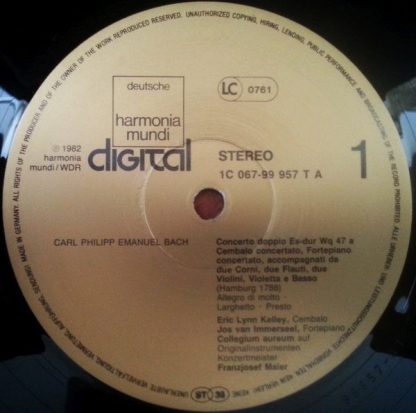 ALL RIGHTS OF THE PRODUCER AND OF THE OWNER OF THE WORK REPRODUCED RESERVED. UNAUTHORIZED COPYING, HIRING, LENDING, PUBLIC PERFORMANCE AND BROADCASTING OF THIS RECORD PROHIBITED
deutsche
harmonia
mundi
digital
LC 0761
℗ 1982
harmonia
mundi/WDR
STEREO
1C 067-99 957 T A
1
CARL PHILIPP EMANUEL BACH
Concerto doppio Es-dur Wq 47 a
Cembalo concertato, Fortepiano
concertato, accompagnati da
due Corni, due Flauti, due
Violini, Violetta e Basso
(Hamburg 1788)
Allegro di molto
Larghetto - Presto
Eric Lynn Kelley, Cembalo
Jos van Immerseel, Fortepiano
Collegium aureum auf
Originalinstrumenten
Konzertmeister
Franzjosef Maier
ST 33
MADE IN GERMANY